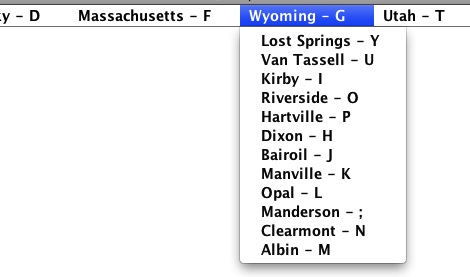 y – D Massachusetts – F Wyoming – G Utah – T
Lost Springs – Y
Van Tassell – U
Kirby – I
Riverside – O
Hartville – P
Dixon – H
Bairoil – J
Manville – K
Opal – L
Manderson – ;
Clearmont – N
Albin – M